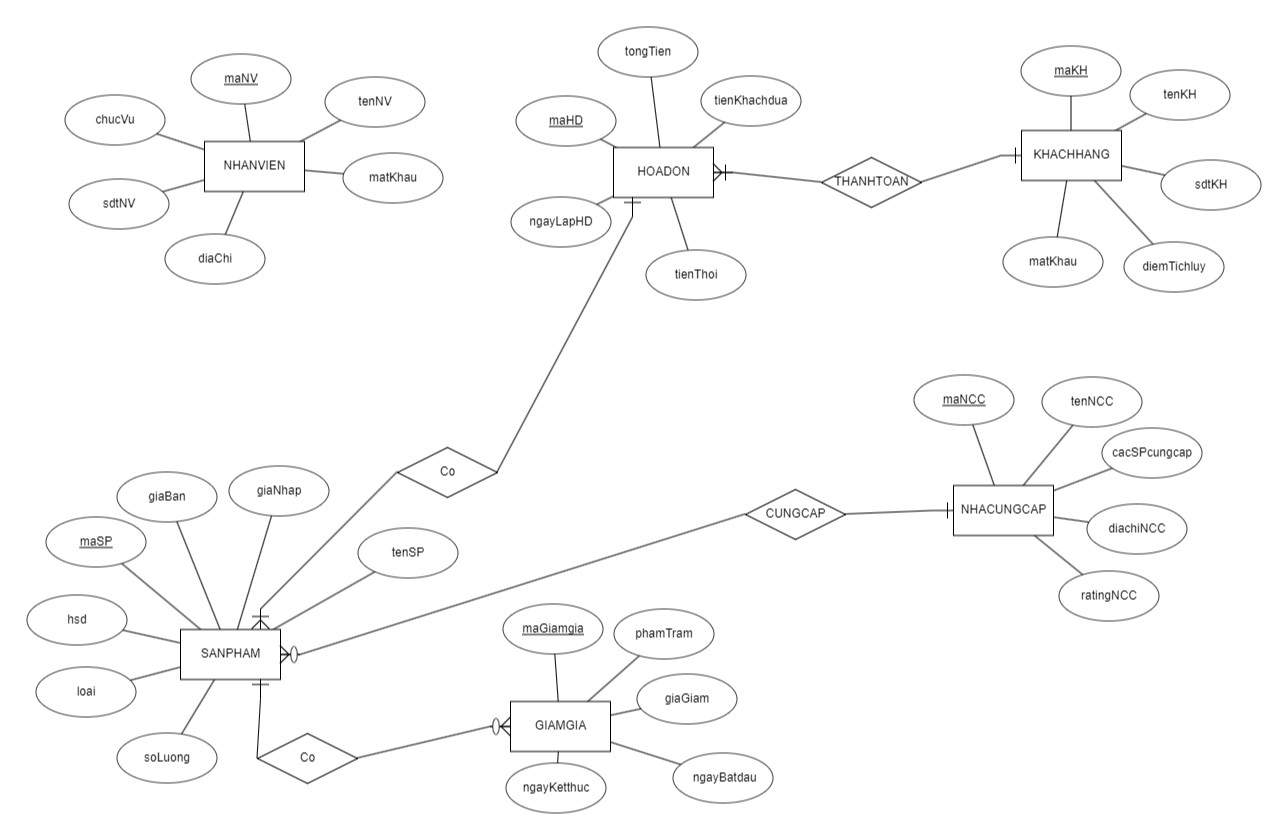 maNV
tenNV
chucVu
NHANVIEN
matKhau
sdtNV
diaChi
tongTien
tienKhachdua
maHD
HOADON
ngayLapHD
tienThoi
THANHTOAN
maKH
tenKH
KHACHHANG
sdtKH
matKhau
diemTichluy
Co
maNCC
tenNCC
cacSPcungcap
NHACUNGCAP
diachiNCC
ratingNCC
CUNGCAP
giaBan
giaNhap
maSP
tenSP
hsd
SANPHAM
loai
soLuong
Co
maGiamgia
phamTram
giaGiam
GIAMGIA
ngayBatdau
ngayKetthuc